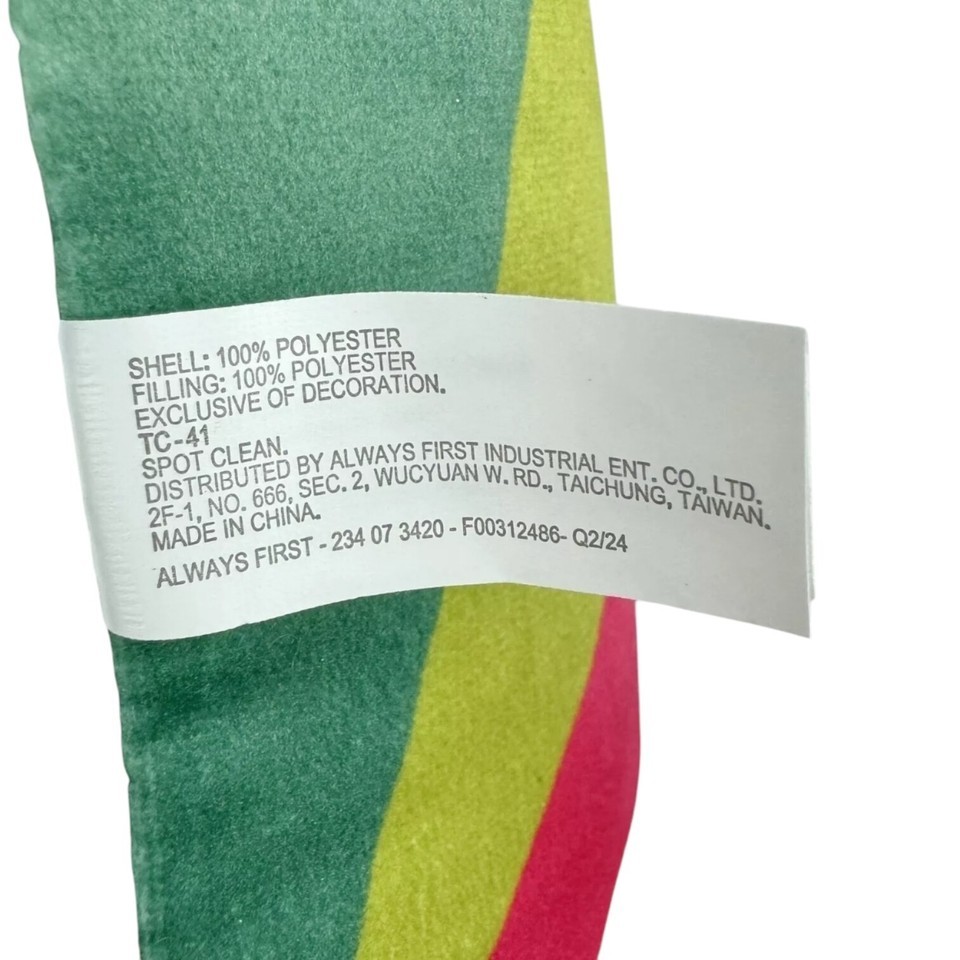 SHELL: 100% POLYESTER
FILLING: 100% POLYESTER
EXCLUSIVE OF DECORATION.
TC-41
SPOT CLEAN.
DISTRIBUTED BY ALWAYS FIRST INDUSTRIAL ENT. CO., LTD.
2F-1, NO. 666, SEC. 2, WUCYUAN W. RD., TAICHUNG, TAIWAN.
MADE IN CHINA.
ALWAYS FIRST - 234 07 3420 - F00312486- Q2/24